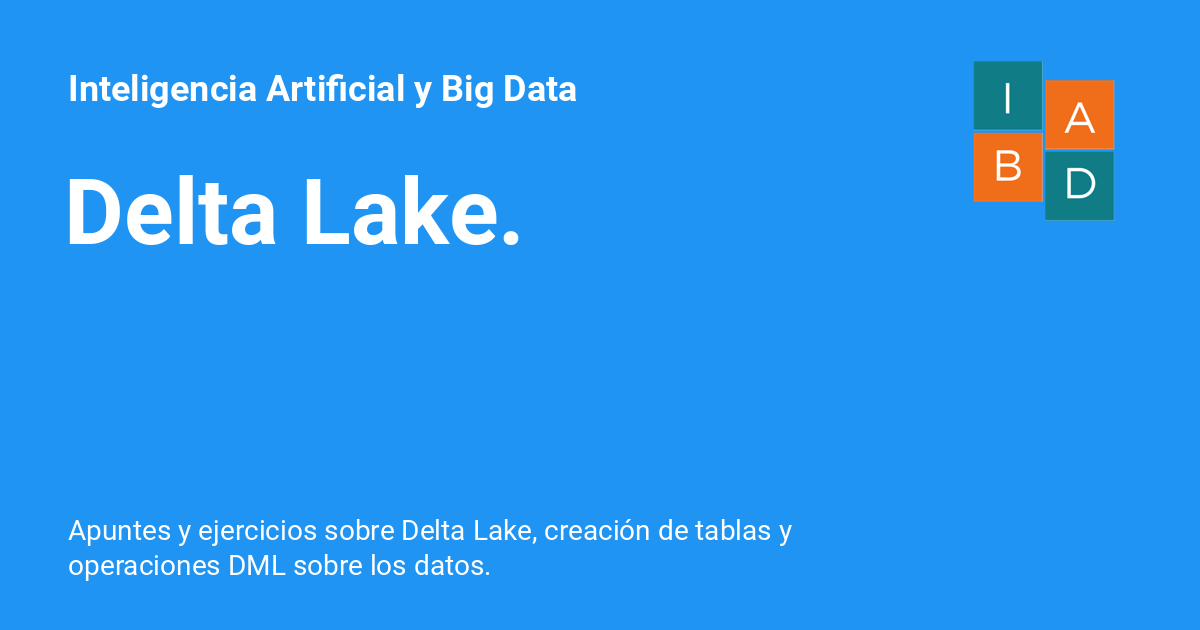 Inteligencia Artificial y Big Data
I
A
B
D
Delta Lake.
Apuntes y ejercicios sobre Delta Lake, creación de tablas y
operaciones DML sobre los datos.